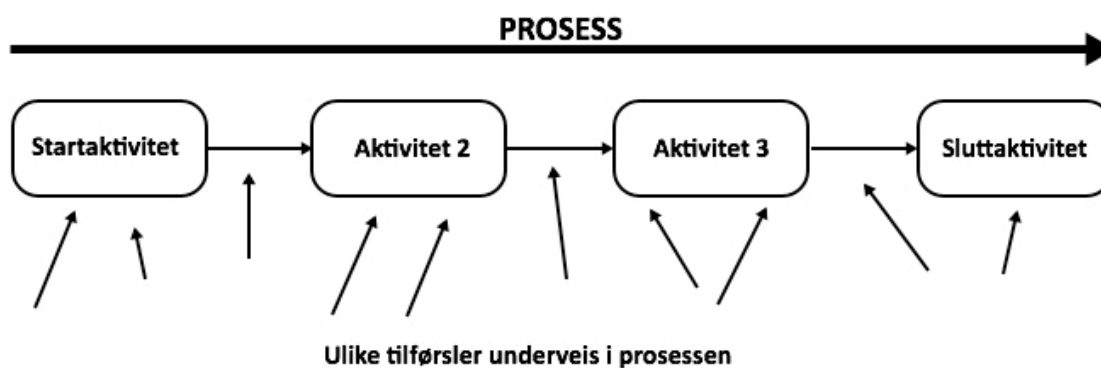 PROSESS
Startaktivitet
Aktivitet 2
Aktivitet 3
Sluttaktivitet
Ulike tilførsler underveis i prosessen